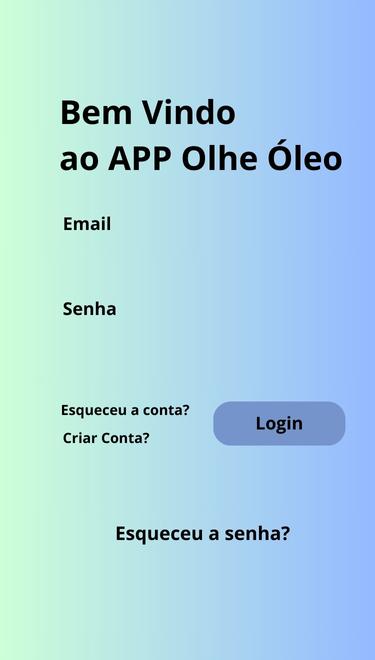 Bem Vindo
ao APP Olhe Óleo
Email
Senha
Esqueceu a conta?
Criar Conta?
Login
Esqueceu a senha?